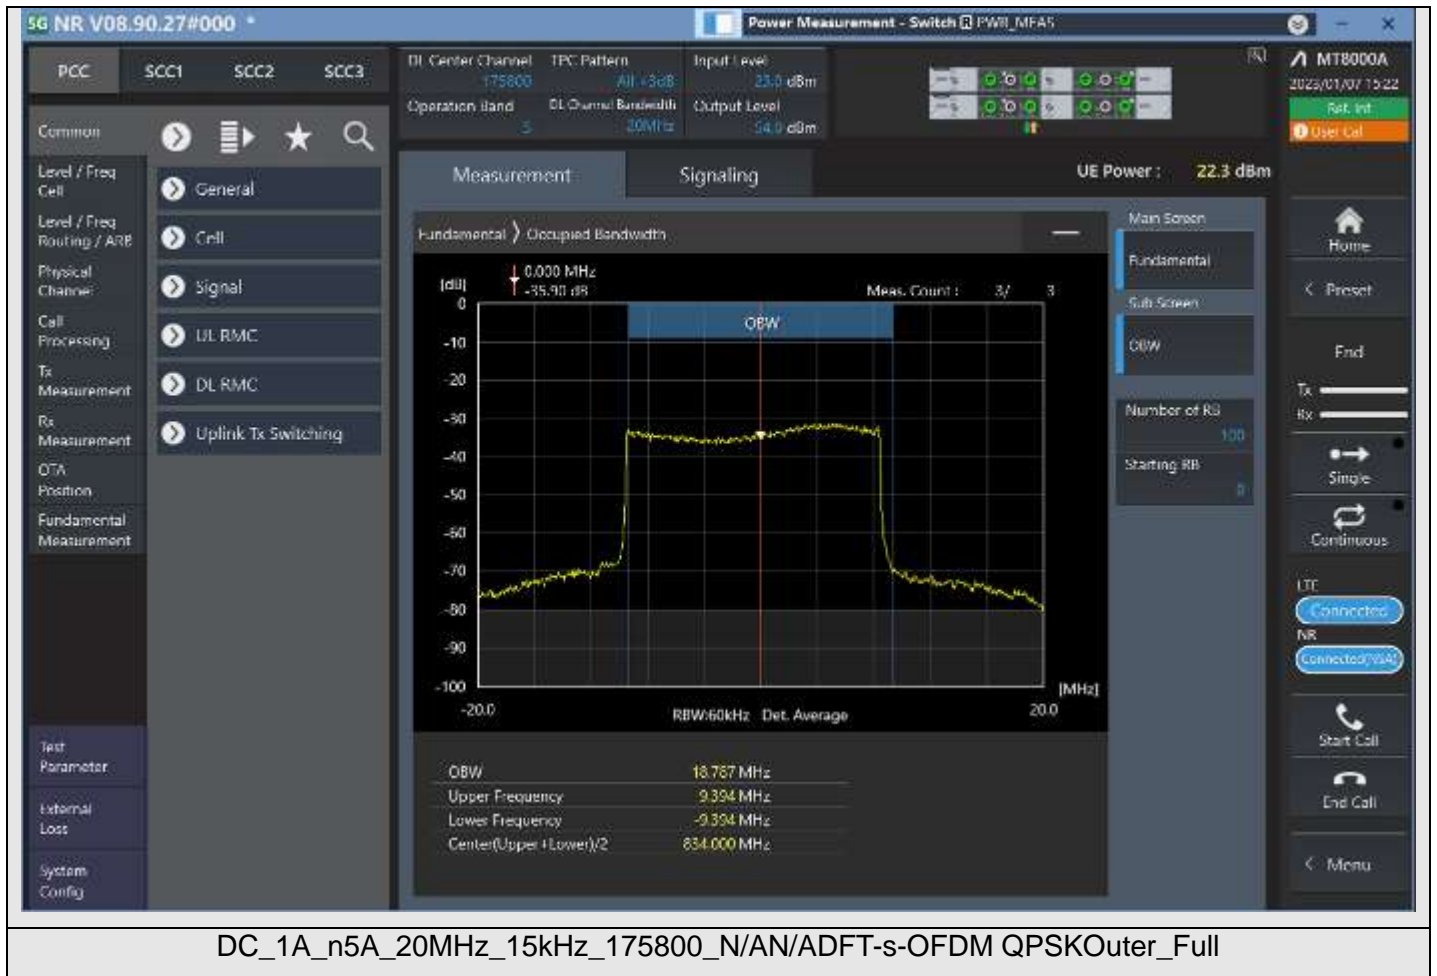 5G NR V08.90.27#000 *
Power Measurement - Switch PWR_MEAS
PCC SCC1 SCC2 SCC3
DL Center Channel TPC Pattern Input Level
175800 All +3dB 23.0 dBm
Operation Band DL Channel Bandwidth Output Level
5 20MHz 54.0 dBm
MT8000A
2023/01/07 15:22
Ref. Int
User Cal
Common
Level / Freq
Cell
Level / Freq
Routing / ARB
Physical
Channel
Call
Processing
Tx
Measurement
Rx
Measurement
OTA
Position
Fundamental
Measurement
Test
Parameter
External
Loss
System
Config
General
Cell
Signal
UL RMC
DL RMC
Uplink Tx Switching
Measurement Signaling
UE Power : 22.3 dBm
Fundamental Occupied Bandwidth
[dB]
0.000 MHz
-35.90 dB
Meas. Count : 3/ 3
OBW
0
-10
-20
-30
-40
-50
-60
-70
-80
-90
-100
[MHz]
-20.0 20.0
RBW:60kHz Det. Average
OBW 18.787 MHz
Upper Frequency 9.394 MHz
Lower Frequency -9.394 MHz
Center(Upper+Lower)/2 834.000 MHz
Main Screen
Fundamental
Sub Screen
OBW
Number of RB
100
Starting RB
0
Home
< Preset
End
Tx
Rx
Single
Continuous
LTE
Connected
NR
Connected(NSA)
Start Call
End Call
< Menu
DC_1A_n5A_20MHz_15kHz_175800_N/AN/ADFT-s-OFDM QPSKOuter_Full